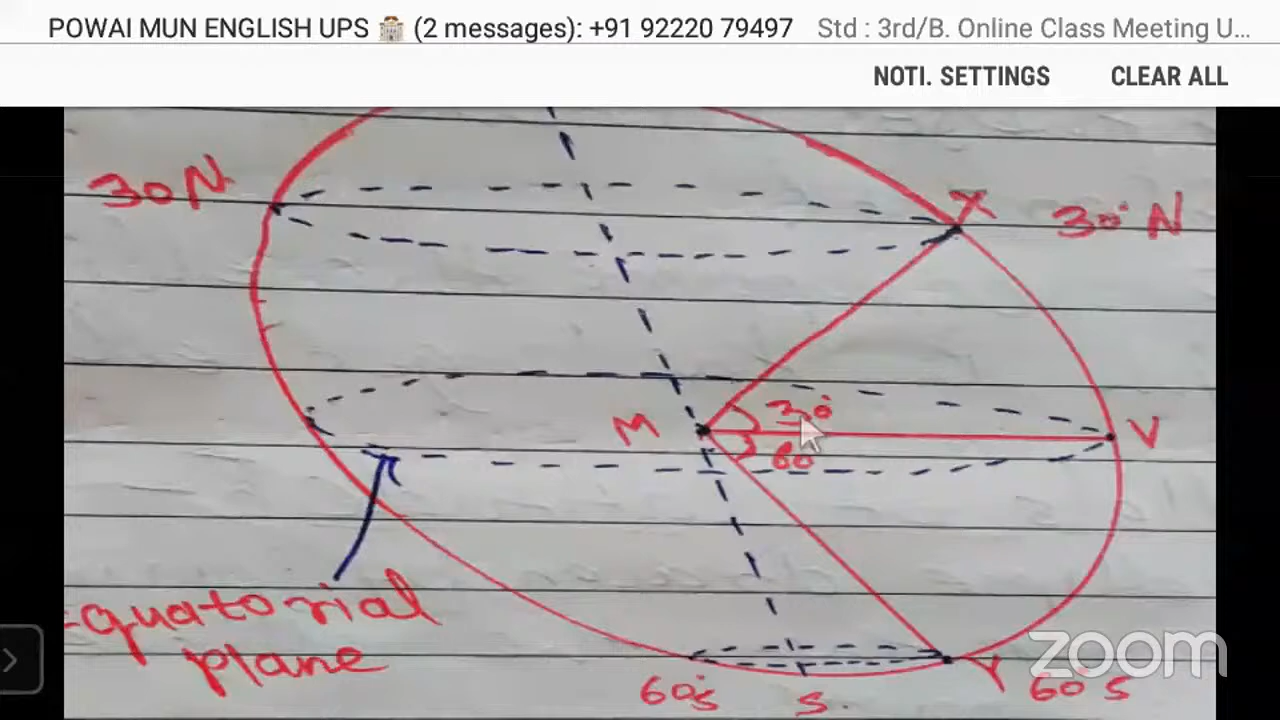 POWAI MUN ENGLISH UPS 🏫 (2 messages): +91 92220 79497 Std : 3rd/B. Online Class Meeting U...
NOTI. SETTINGS CLEAR ALL
30 N
X 30° N
M 30° V
60
Equatorial
plane
Y
60°s S. 60° S
zoom